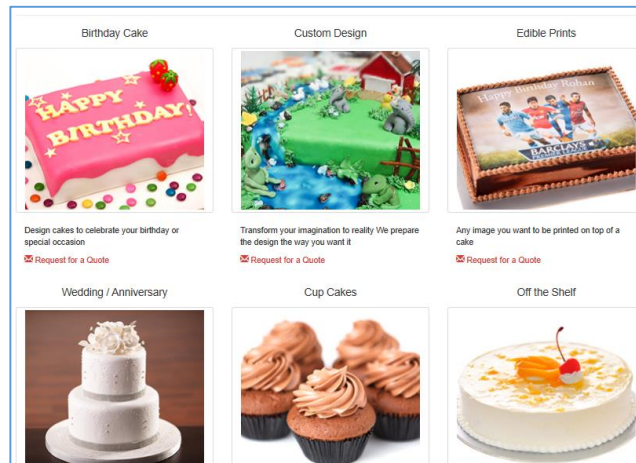 Birthday Cake
Custom Design
Edible Prints
HAPPY
BIRTHDAY!
Happy Birthday Rohan
BARCLAYS
PREMIER LEAGUE
Design cakes to celebrate your birthday or
special occasion
Transform your imagination to reality We prepare
the design the way you want it
Any image you want to be printed on top of a
cake
Request for a Quote
Request for a Quote
Request for a Quote
Wedding / Anniversary
Cup Cakes
Off the Shelf